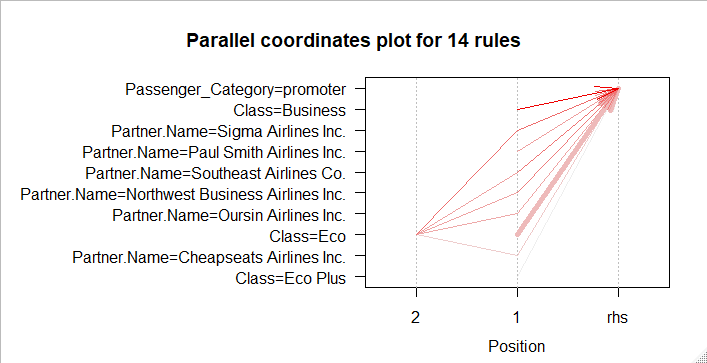 Parallel coordinates plot for 14 rules
Passenger_Category=promoter
Class=Business
Partner.Name=Sigma Airlines Inc.
Partner.Name=Paul Smith Airlines Inc.
Partner.Name=Southeast Airlines Co.
Partner.Name=Northwest Business Airlines Inc.
Partner.Name=Oursin Airlines Inc.
Class=Eco
Partner.Name=Cheapseats Airlines Inc.
Class=Eco Plus
2 1 rhs
Position